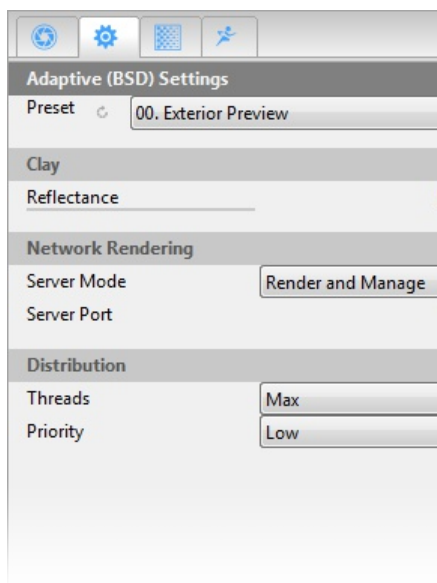 Adaptive (BSD) Settings
Preset 00. Exterior Preview
Clay
Reflectance
Network Rendering
Server Mode Render and Manage
Server Port
Distribution
Threads Max
Priority Low